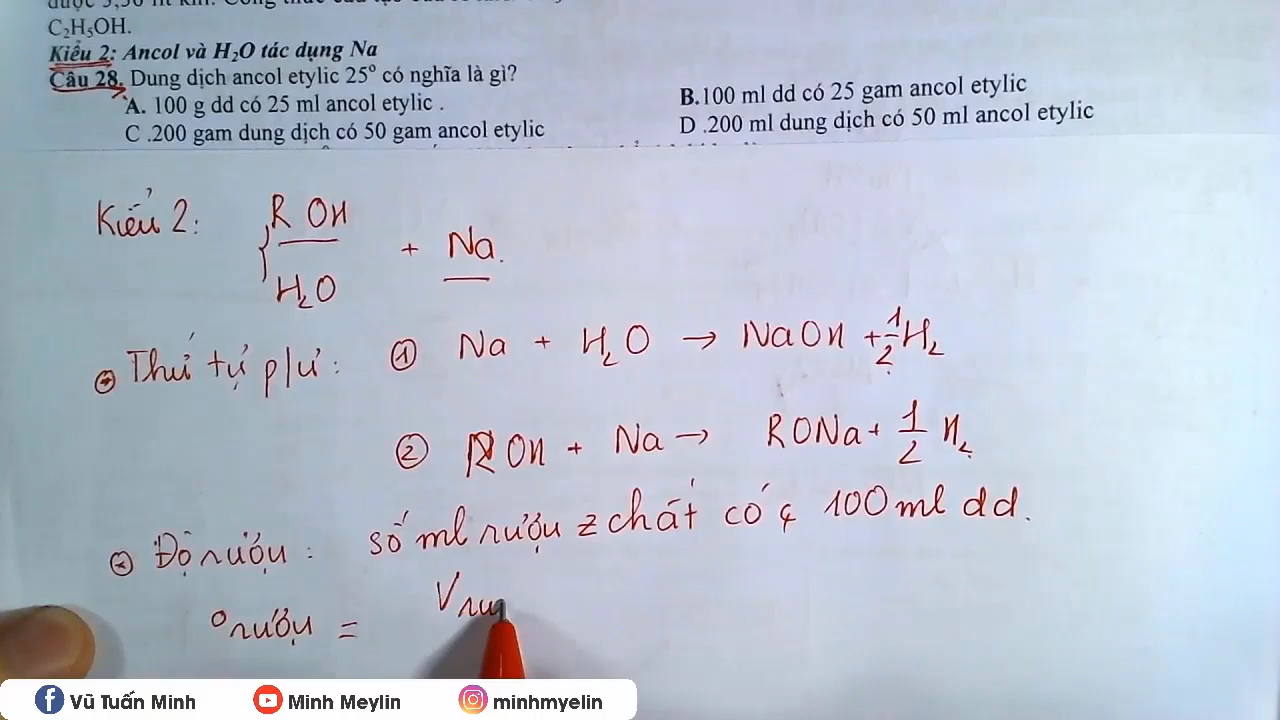 C₂H₅OH.
Kiểu 2: Ancol và H₂O tác dụng Na
Câu 28. Dung dịch ancol etylic 25° có nghĩa là gì?
A. 100 g dd có 25 ml ancol etylic .
B.100 ml dd có 25 gam ancol etylic
C .200 gam dung dịch có 50 gam ancol etylic
D .200 ml dung dịch có 50 ml ancol etylic
Kiểu 2: { ROH H₂O + Na.
Thứ tự p/ư: ① Na + H₂O → NaOH + 1/2 H₂
② ROH + Na → RONa + 1/2 H₂
Độ rượu: số ml rượu z chất có ç 100ml dd.
°rượu = Vrư
Vũ Tuấn Minh
Minh Meylin
minhmyelin